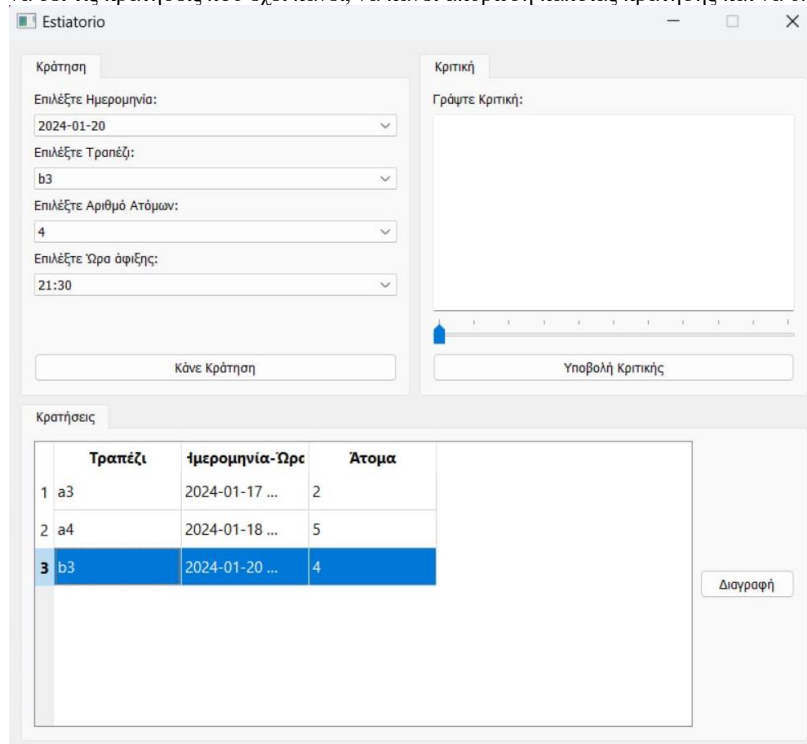 Estiatorio
Κράτηση
Επιλέξτε Ημερομηνία:
2024-01-20
Επιλέξτε Τραπέζι:
b3
Επιλέξτε Αριθμό Ατόμων:
4
Επιλέξτε Ώρα άφιξης:
21:30
Κάνε Κράτηση
Κριτική
Γράψτε Κριτική:
Υποβολή Κριτικής
Κρατήσεις
Τραπέζι Ημερομηνία-Ώρα Άτομα
1 a3 2024-01-17 ... 2
2 a4 2024-01-18 ... 5
3 b3 2024-01-20 ... 4
Διαγραφή